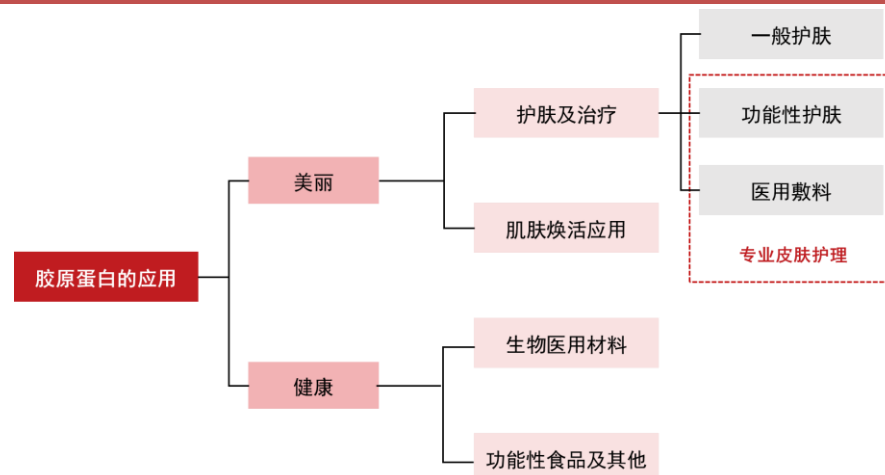 胶原蛋白的应用
美丽
护肤及治疗
一般护肤
功能性护肤
医用敷料
专业皮肤护理
肌肤焕活应用
健康
生物医用材料
功能性食品及其他